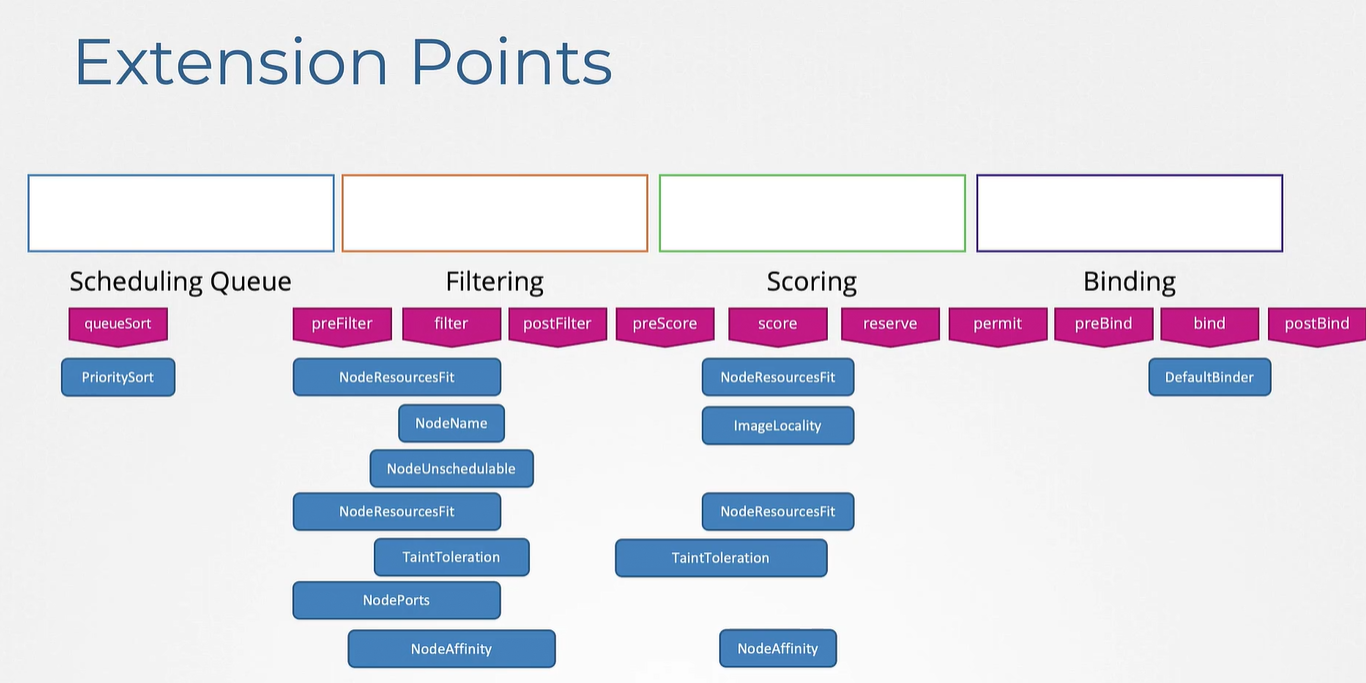 Extension Points
Scheduling Queue
Filtering
Scoring
Binding
queueSort
preFilter
filter
postFilter
preScore
score
reserve
permit
preBind
bind
postBind
PrioritySort
NodeResourcesFit
NodeResourcesFit
DefaultBinder
NodeName
ImageLocality
NodeUnschedulable
NodeResourcesFit
NodeResourcesFit
TaintToleration
TaintToleration
NodePorts
NodeAffinity
NodeAffinity